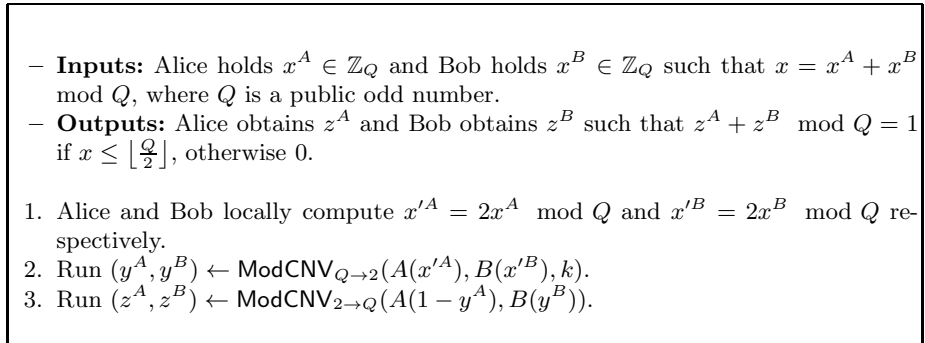 – Inputs: Alice holds x^A ∈ ℤ_Q and Bob holds x^B ∈ ℤ_Q such that x = x^A + x^B
mod Q, where Q is a public odd number.
– Outputs: Alice obtains z^A and Bob obtains z^B such that z^A + z^B mod Q = 1
if x ≤ ⌊Q/2⌋, otherwise 0.
1. Alice and Bob locally compute x'^A = 2x^A mod Q and x'^B = 2x^B mod Q re-
spectively.
2. Run (y^A, y^B) ← ModCNV_{Q→2}(A(x'^A), B(x'^B), k).
3. Run (z^A, z^B) ← ModCNV_{2→Q}(A(1 − y^A), B(y^B)).